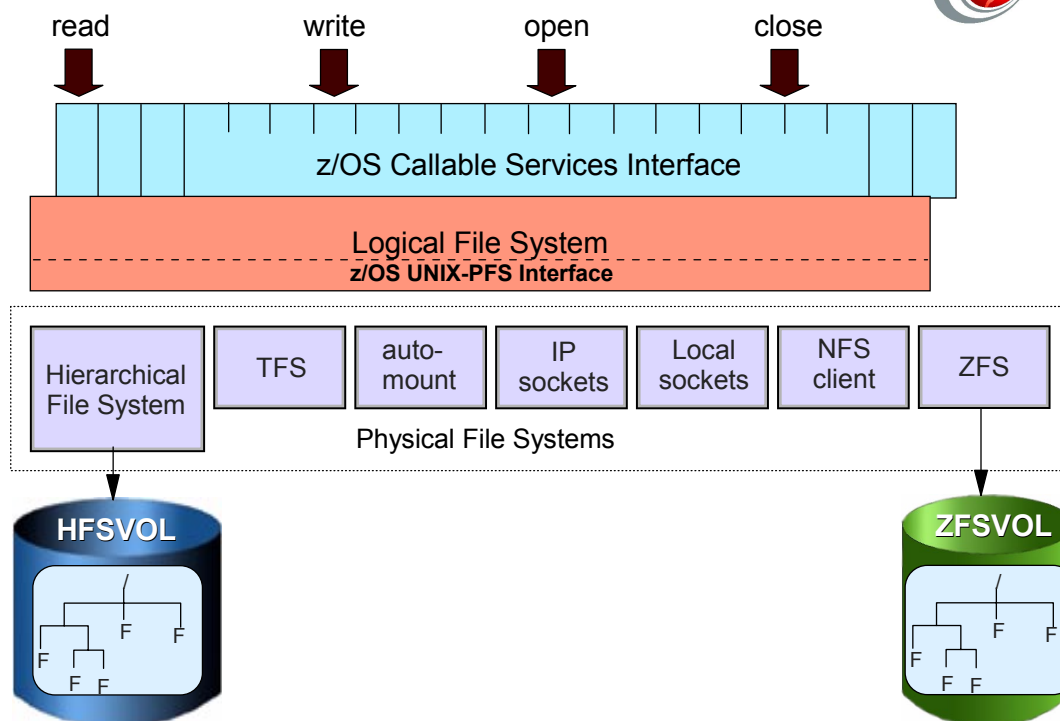 read write open close
z/OS Callable Services Interface
Logical File System
z/OS UNIX-PFS Interface
Hierarchical
File System
TFS
auto-
mount
IP
sockets
Local
sockets
NFS
client
ZFS
Physical File Systems
HFSVOL
/
F
F
F
F F
ZFSVOL
/
F
F
F
F F